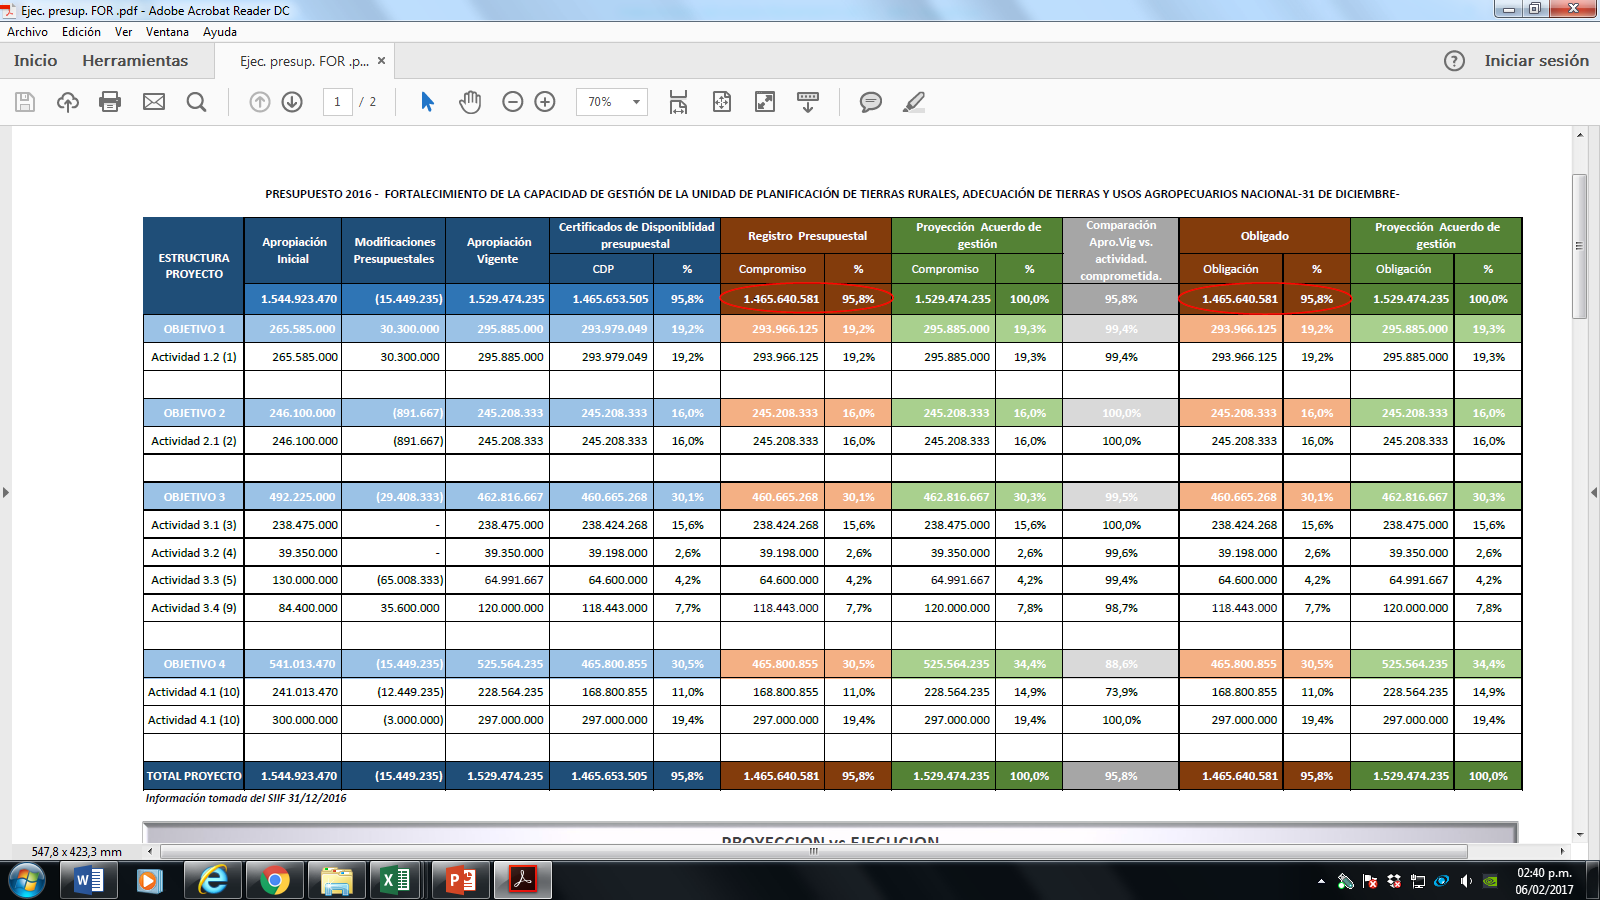 Ejec. presup. FOR .pdf - Adobe Acrobat Reader DC
Archivo Edición Ver Ventana Ayuda
Inicio Herramientas Ejec. presup. FOR .p... × ? Iniciar sesión
1 / 2 70%
PRESUPUESTO 2016 - FORTALECIMIENTO DE LA CAPACIDAD DE GESTIÓN DE LA UNIDAD DE PLANIFICACIÓN DE TIERRAS RURALES, ADECUACIÓN DE TIERRAS Y USOS AGROPECUARIOS NACIONAL-31 DE DICIEMBRE-
ESTRUCTURA PROYECTO Apropiación Inicial Modificaciones Presupuestales Apropiación Vigente Certificados de Disponiblidad presupuestal Registro Presupuestal Proyección Acuerdo de gestión Comparación Apro.Vig vs. actividad. comprometida. Obligado Proyección Acuerdo de gestión
CDP % Compromiso % Compromiso % Obligación % Obligación %
1.544.923.470 (15.449.235) 1.529.474.235 1.465.653.505 95,8% 1.465.640.581 95,8% 1.529.474.235 100,0% 95,8% 1.465.640.581 95,8% 1.529.474.235 100,0%
OBJETIVO 1 265.585.000 30.300.000 295.885.000 293.979.049 19,2% 293.966.125 19,2% 295.885.000 19,3% 99,4% 293.966.125 19,2% 295.885.000 19,3%
Actividad 1.2 (1) 265.585.000 30.300.000 295.885.000 293.979.049 19,2% 293.966.125 19,2% 295.885.000 19,3% 99,4% 293.966.125 19,2% 295.885.000 19,3%
OBJETIVO 2 246.100.000 (891.667) 245.208.333 245.208.333 16,0% 245.208.333 16,0% 245.208.333 16,0% 100,0% 245.208.333 16,0% 245.208.333 16,0%
Actividad 2.1 (2) 246.100.000 (891.667) 245.208.333 245.208.333 16,0% 245.208.333 16,0% 245.208.333 16,0% 100,0% 245.208.333 16,0% 245.208.333 16,0%
OBJETIVO 3 492.225.000 (29.408.333) 462.816.667 460.665.268 30,1% 460.665.268 30,1% 462.816.667 30,3% 99,5% 460.665.268 30,1% 462.816.667 30,3%
Actividad 3.1 (3) 238.475.000 - 238.475.000 238.424.268 15,6% 238.424.268 15,6% 238.475.000 15,6% 100,0% 238.424.268 15,6% 238.475.000 15,6%
Actividad 3.2 (4) 39.350.000 - 39.350.000 39.198.000 2,6% 39.198.000 2,6% 39.350.000 2,6% 99,6% 39.198.000 2,6% 39.350.000 2,6%
Actividad 3.3 (5) 130.000.000 (65.008.333) 64.991.667 64.600.000 4,2% 64.600.000 4,2% 64.991.667 4,2% 99,4% 64.600.000 4,2% 64.991.667 4,2%
Actividad 3.4 (9) 84.400.000 35.600.000 120.000.000 118.443.000 7,7% 118.443.000 7,7% 120.000.000 7,8% 98,7% 118.443.000 7,7% 120.000.000 7,8%
OBJETIVO 4 541.013.470 (15.449.235) 525.564.235 465.800.855 30,5% 465.800.855 30,5% 525.564.235 34,4% 88,6% 465.800.855 30,5% 525.564.235 34,4%
Actividad 4.1 (10) 241.013.470 (12.449.235) 228.564.235 168.800.855 11,0% 168.800.855 11,0% 228.564.235 14,9% 73,9% 168.800.855 11,0% 228.564.235 14,9%
Actividad 4.1 (10) 300.000.000 (3.000.000) 297.000.000 297.000.000 19,4% 297.000.000 19,4% 297.000.000 19,4% 100,0% 297.000.000 19,4% 297.000.000 19,4%
TOTAL PROYECTO 1.544.923.470 (15.449.235) 1.529.474.235 1.465.653.505 95,8% 1.465.640.581 95,8% 1.529.474.235 100,0% 95,8% 1.465.640.581 95,8% 1.529.474.235 100,0%
Información tomada del SIIF 31/12/2016
PROYECCION vs EJECUCION
547,8 x 423,3 mm
02:40 p.m.
06/02/2017